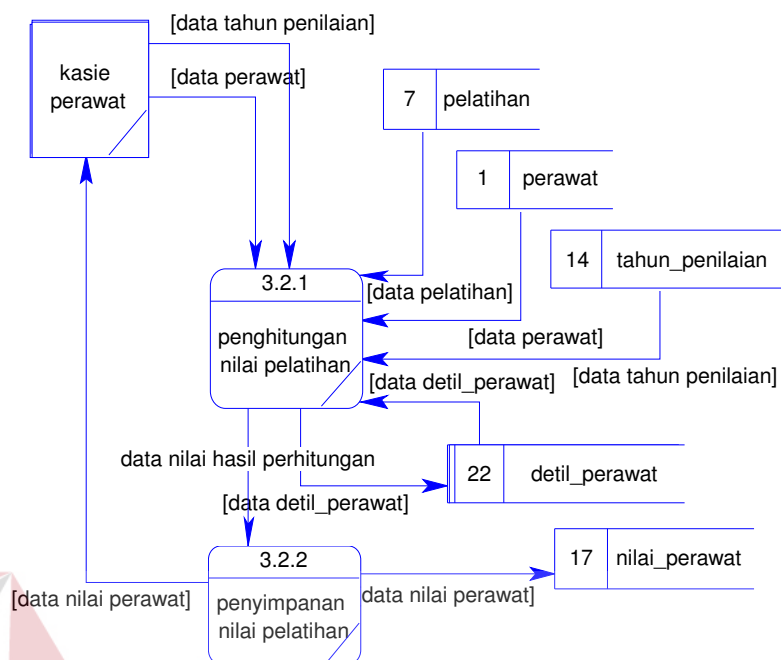 [data tahun penilaian]
kasie
perawat
[data perawat]
7 pelatihan
1 perawat
14 tahun_penilaian
3.2.1
[data pelatihan]
penghitungan
nilai pelatihan
[data perawat]
[data detil_perawat]
[data tahun penilaian]
data nilai hasil perhitungan
22 detil_perawat
[data detil_perawat]
3.2.2
17 nilai_perawat
[data nilai perawat]
data nilai perawat]
penyimpanan
nilai pelatihan